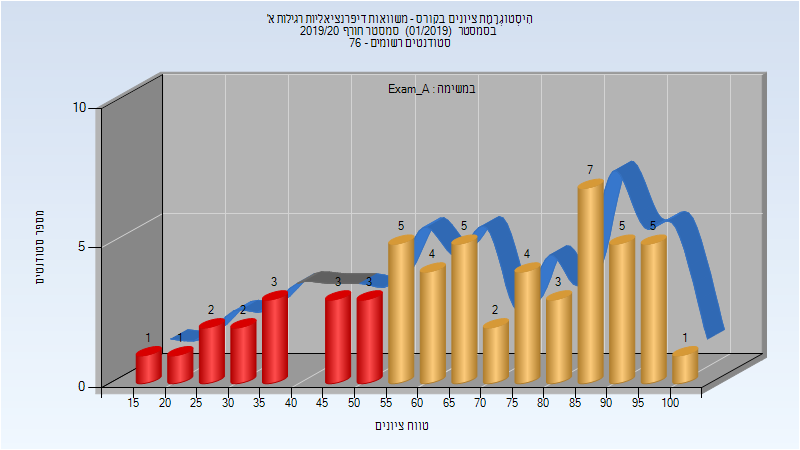 היסטוגרמת ציונים בקורס - משוואות דיפרנציאליות רגילות א'
בסמסטר (01/2019) סמסטר חורף 2019/20
סטודנטים רשומים - 76
במשימה : Exam_A
מספר סטודנטים
10
5
0
1
1
2
2
3
3
3
5
4
5
2
4
3
7
5
5
1
15 20 25 30 35 40 45 50 55 60 65 70 75 80 85 90 95 100
טווח ציונים